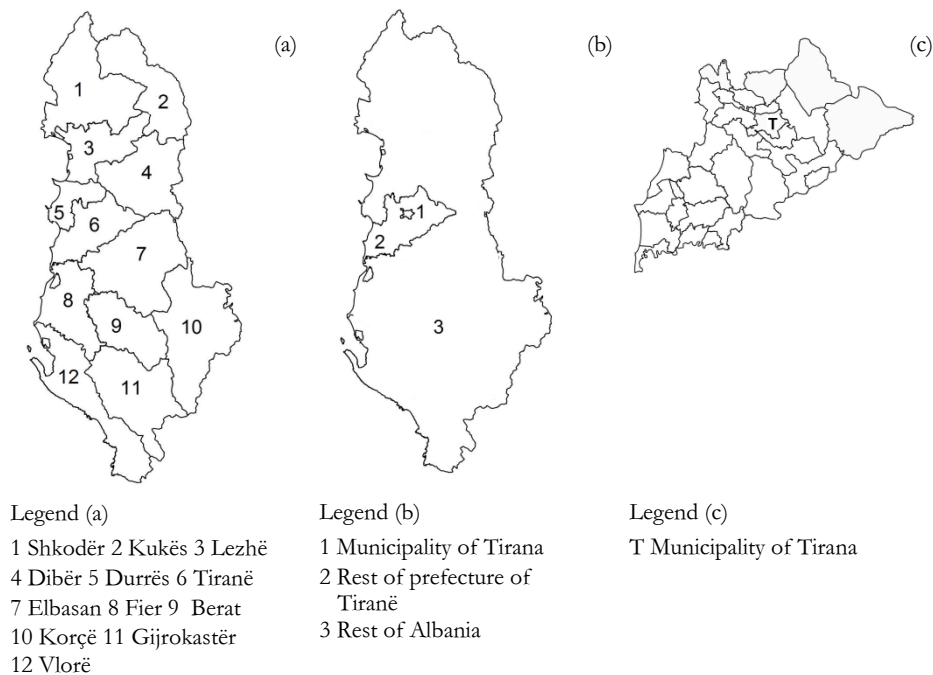 (a)
1
2
3
4
5
6
7
8
9
10
11
12
(b)
1
2
3
(c)
T
Legend (a)
1 Shkodër 2 Kukës 3 Lezhë
4 Dibër 5 Durrës 6 Tiranë
7 Elbasan 8 Fier 9 Berat
10 Korçë 11 Gijrokastër
12 Vlorë
Legend (b)
1 Municipality of Tirana
2 Rest of prefecture of
Tiranë
3 Rest of Albania
Legend (c)
T Municipality of Tirana